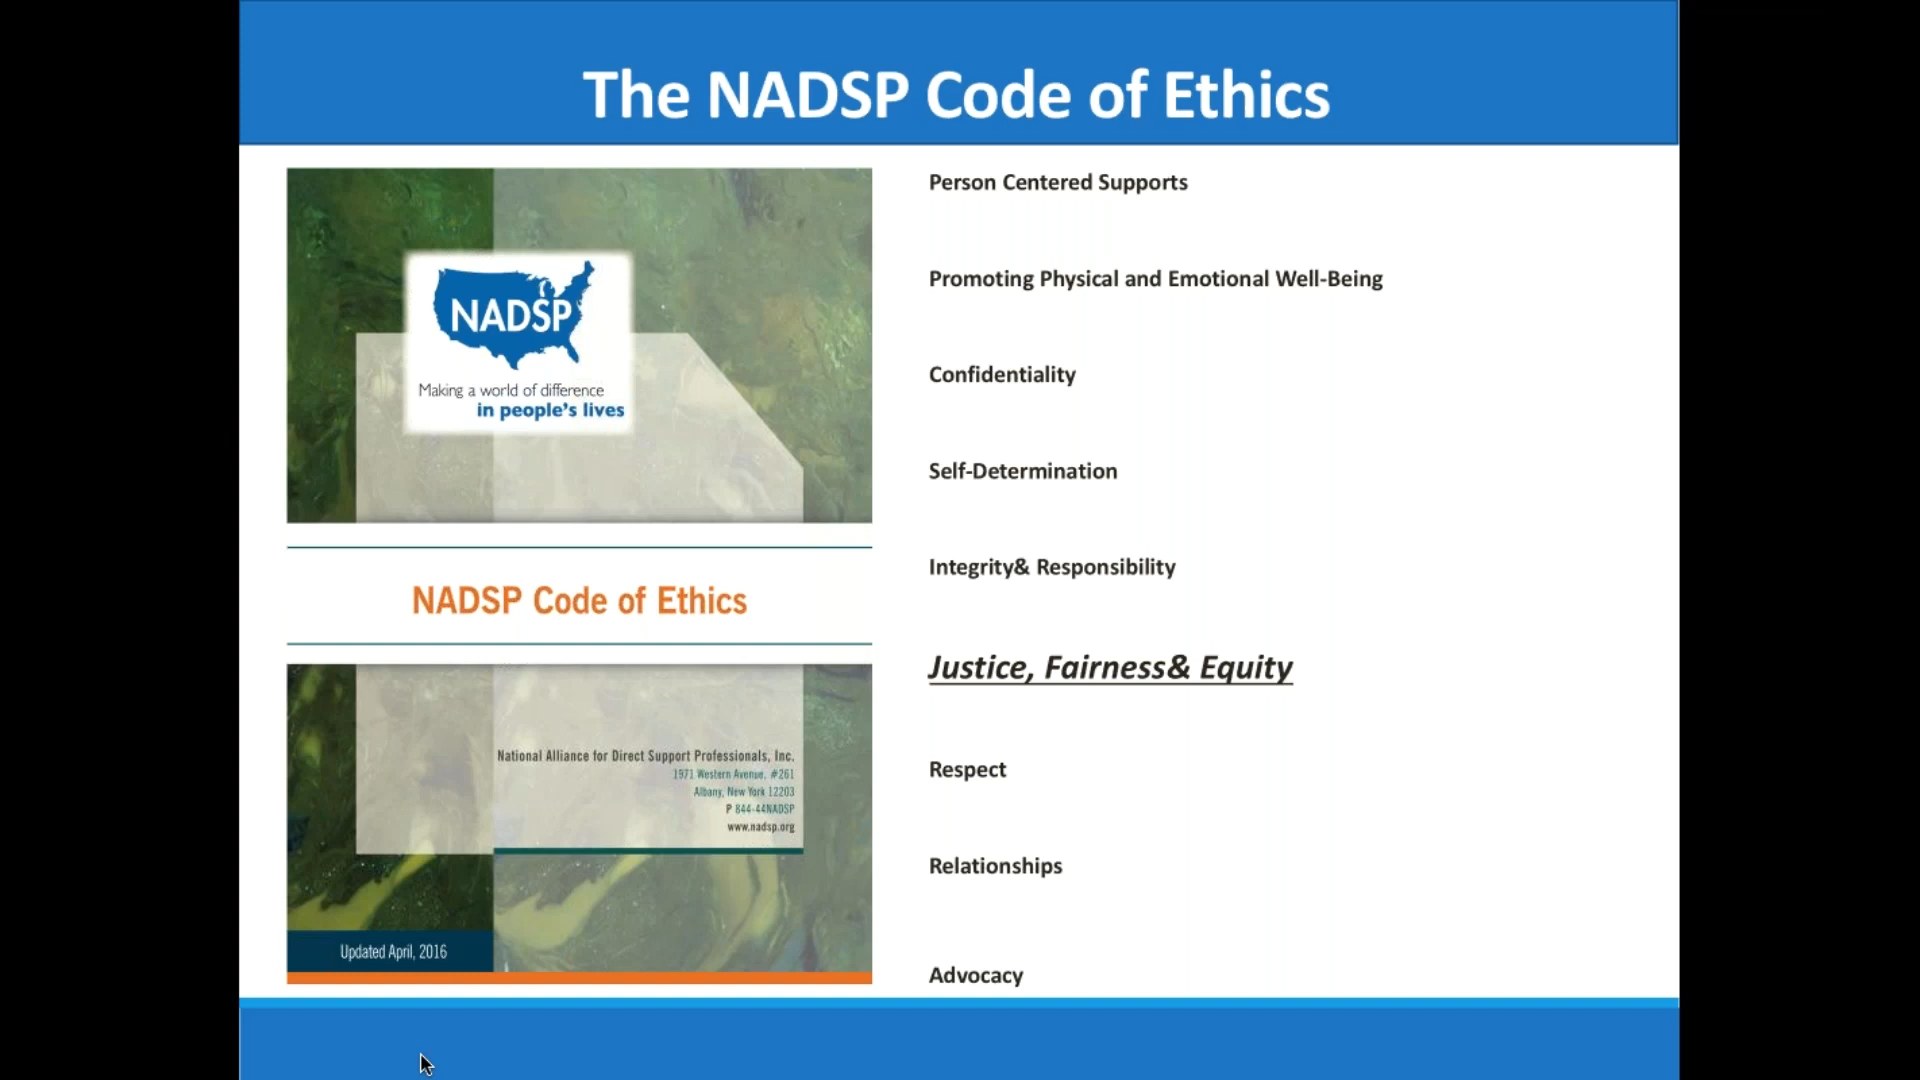 The NADSP Code of Ethics
NADSP
Making a world of difference
in people's lives
NADSP Code of Ethics
National Alliance for Direct Support Professionals, Inc.
1971 Western Avenue, #261
Albany, New York 12203
P 844-44NADSP
www.nadsp.org
Updated April, 2016
Person Centered Supports
Promoting Physical and Emotional Well-Being
Confidentiality
Self-Determination
Integrity& Responsibility
Justice, Fairness& Equity
Respect
Relationships
Advocacy